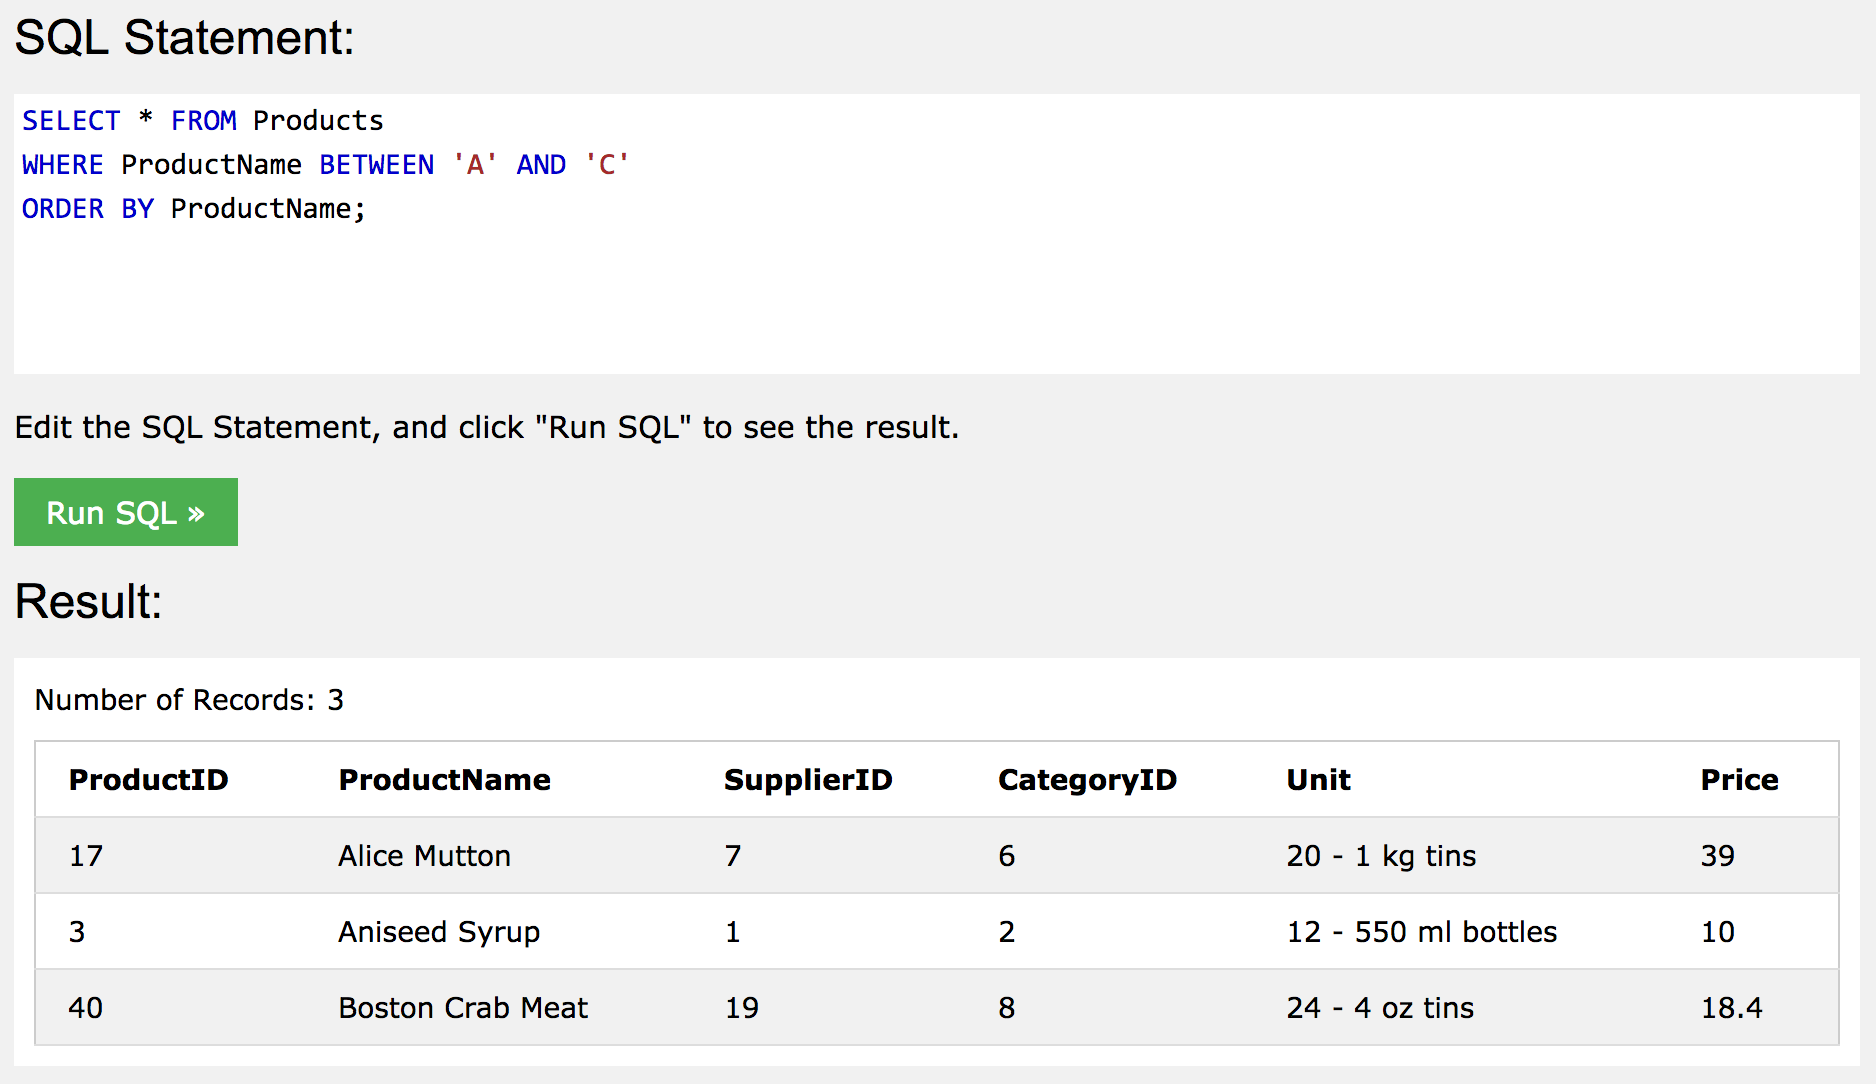 SQL Statement:
SELECT * FROM Products
WHERE ProductName BETWEEN 'A' AND 'C'
ORDER BY ProductName;
Edit the SQL Statement, and click "Run SQL" to see the result.
Run SQL »
Result:
Number of Records: 3
ProductID ProductName SupplierID CategoryID Unit Price
17 Alice Mutton 7 6 20 - 1 kg tins 39
3 Aniseed Syrup 1 2 12 - 550 ml bottles 10
40 Boston Crab Meat 19 8 24 - 4 oz tins 18.4